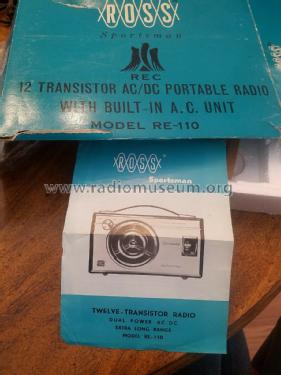 ROSS
Sportsman
REC
12 TRANSISTOR AC/DC PORTABLE RADIO
WITH BUILT-IN A.C. UNIT
MODEL RE-110
ROSS
Sportsman
www.radiomuseum.org
TWELVE-TRANSISTOR RADIO
DUAL POWER AC DC
EXTRA LONG RANGE
MODEL RE-110